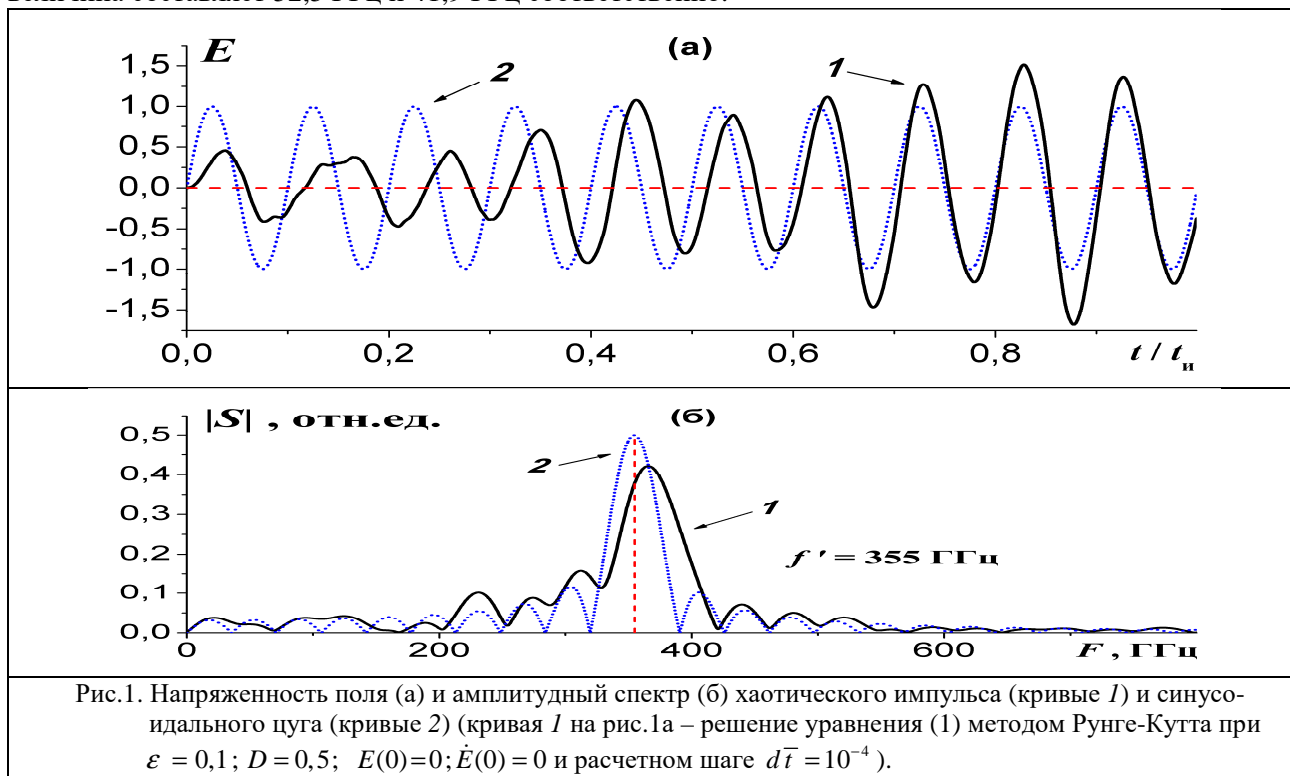 E
(а)
1,5
1,0
0,5
0,0
-0,5
-1,0
-1,5
2
1
0,0 0,2 0,4 0,6 0,8 t / tи
|S| , отн.ед.
(б)
0,5
0,4
0,3
0,2
0,1
0,0
2
1
f ′ = 355 ГГц
0 200 400 600 F , ГГц
Рис.1. Напряженность поля (а) и амплитудный спектр (б) хаотического импульса (кривые 1) и синусо-
идального цуга (кривые 2) (кривая 1 на рис.1а – решение уравнения (1) методом Рунге-Кутта при
ε = 0,1 ; D = 0,5; E(0)=0; Ė(0) = 0 и расчетном шаге dt̄ = 10⁻⁴ ).